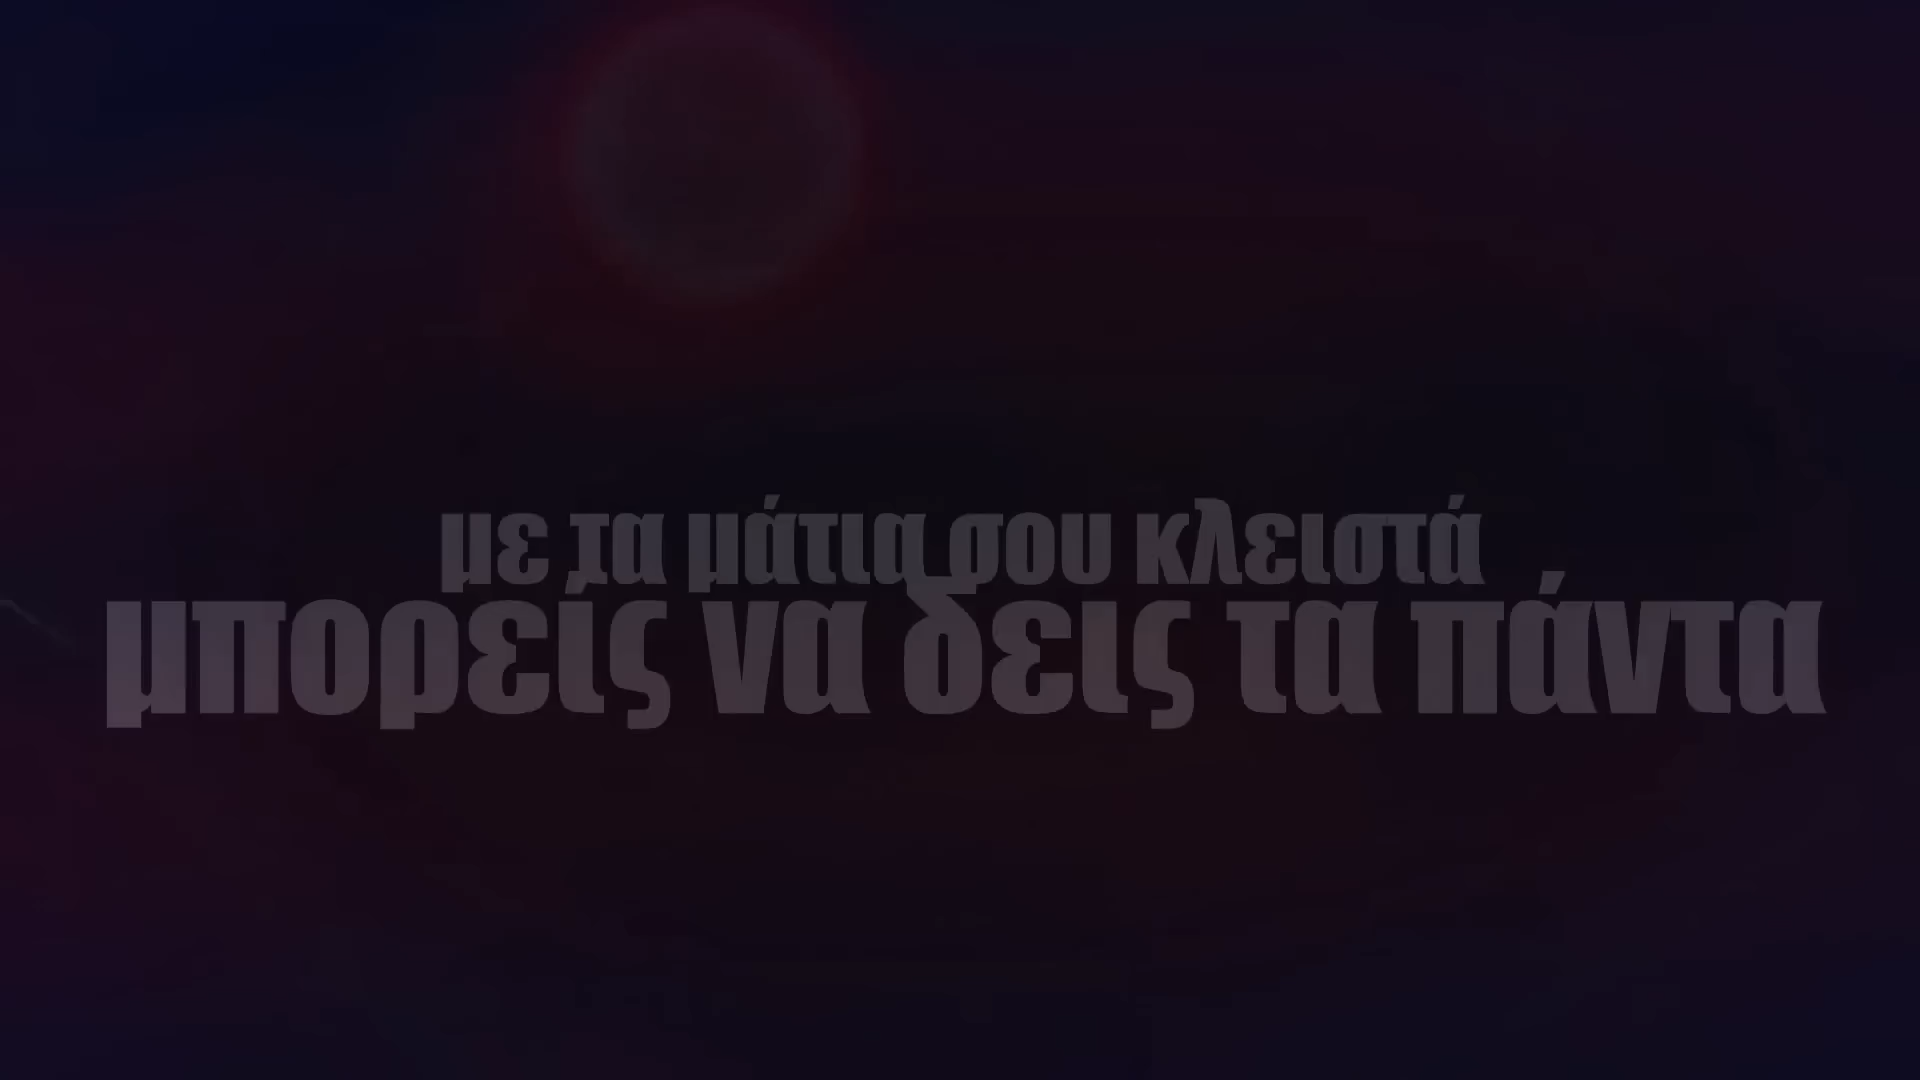 με τα μάτια σου κλειστά
μπορείς να δεις τα πάντα